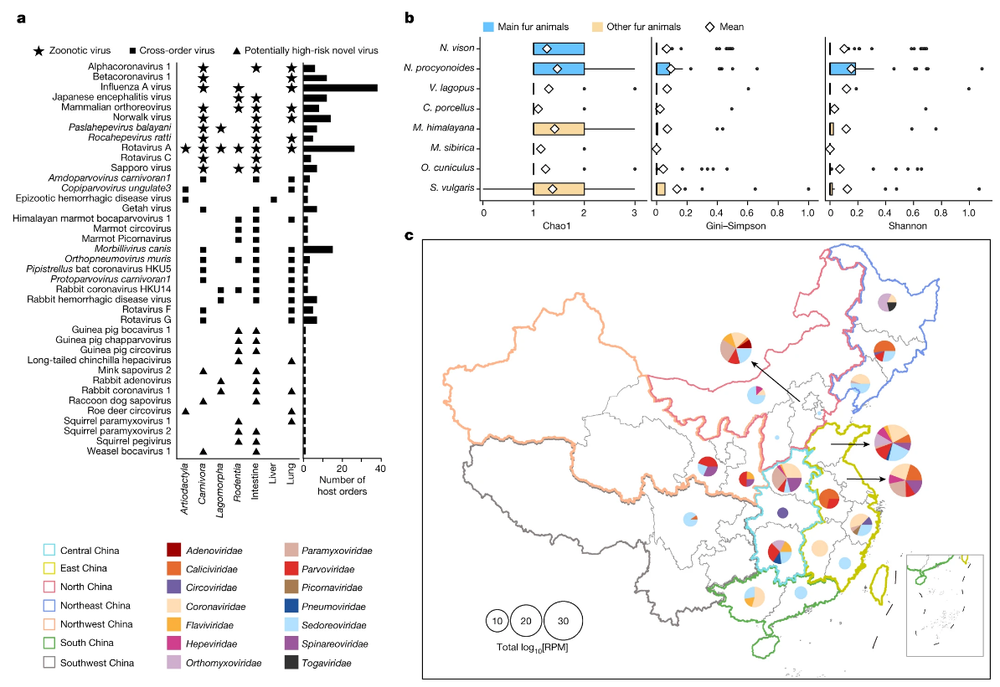 a
Zoonotic virus
Cross-order virus
Potentially high-risk novel virus
Alphacoronavirus 1
Betacoronavirus 1
Influenza A virus
Japanese encephalitis virus
Mammalian orthoreovirus
Norwalk virus
Paslahepevirus balayani
Rocahepevirus ratti
Rotavirus A
Rotavirus C
Sapporo virus
Amdoparvovirus carnivoran1
Copiparvovirus ungulate3
Epizootic hemorrhagic disease virus
Getah virus
Himalayan marmot bocaparvovirus 1
Marmot circovirus
Marmot Picornavirus
Morbillivirus canis
Orthopneumovirus muris
Pipistrellus bat coronavirus HKU5
Protoparvovirus carnivoran1
Rabbit coronavirus HKU14
Rabbit hemorrhagic disease virus
Rotavirus F
Rotavirus G
Guinea pig bocavirus 1
Guinea pig chapparvovirus
Guinea pig circovirus
Long-tailed chinchilla hepacivirus
Mink sapovirus 2
Rabbit adenovirus
Rabbit coronavirus 1
Raccoon dog sapovirus
Roe deer circovirus
Squirrel paramyxovirus 1
Squirrel paramyxovirus 2
Squirrel pegivirus
Weasel bocavirus 1
Artiodactyla
Carnivora
Lagomorpha
Rodentia
Intestine
Liver
Lung
0 20 40
Number of
host orders
b
Main fur animals
Other fur animals
Mean
N. vison
N. procyonoides
V. lagopus
C. porcellus
M. himalayana
M. sibirica
O. cuniculus
S. vulgaris
0 1 2 3
Chao1
0 0.2 0.4 0.6 0.8 1.0
Gini–Simpson
0 0.2 0.4 0.6 0.8 1.0
Shannon
c
10
20
30
Total log10[RPM]
Central China
East China
North China
Northeast China
Northwest China
South China
Southwest China
Adenoviridae
Caliciviridae
Circoviridae
Coronaviridae
Flaviviridae
Hepeviridae
Orthomyxoviridae
Paramyxoviridae
Parvoviridae
Picornaviridae
Pneumoviridae
Sedoreoviridae
Spinareoviridae
Togaviridae